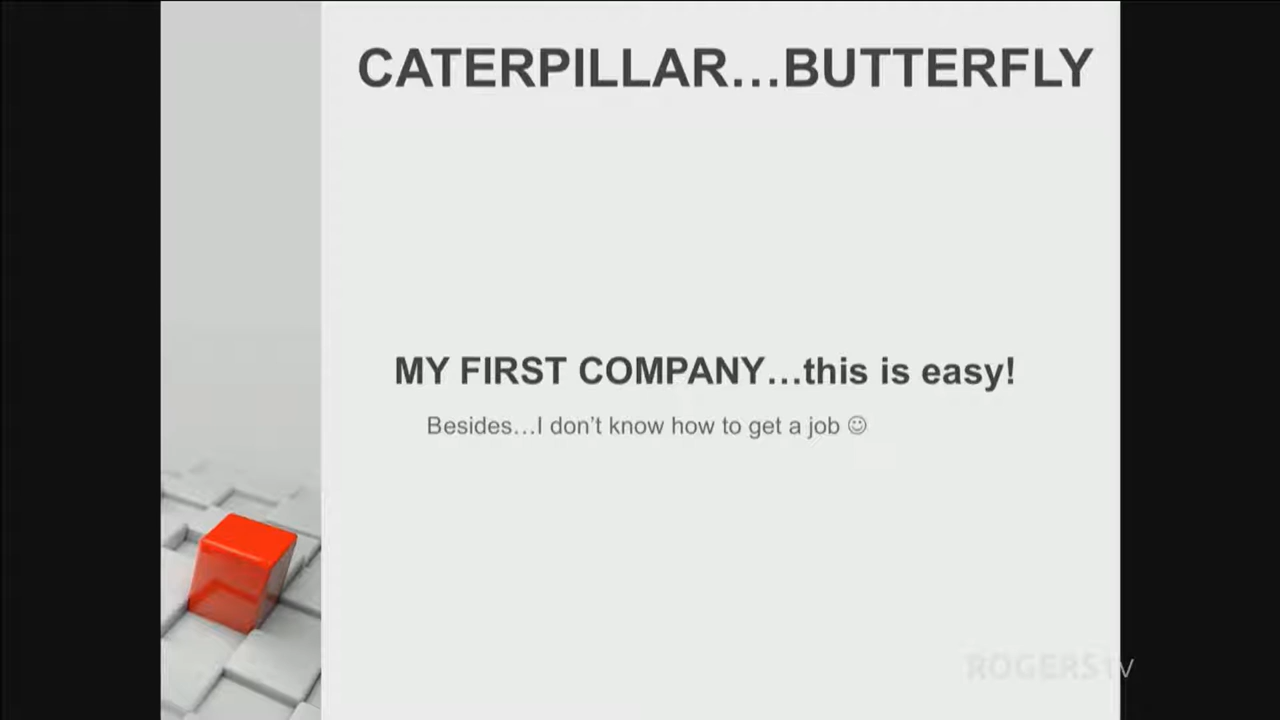 CATERPILLAR…BUTTERFLY
MY FIRST COMPANY…this is easy!
Besides…I don’t know how to get a job ☺
ROGERS tv